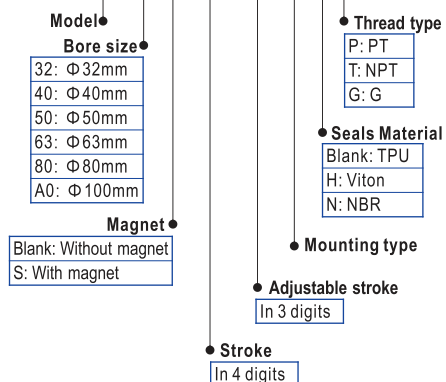 Model
Bore size
32: Φ32mm
40: Φ40mm
50: Φ50mm
63: Φ63mm
80: Φ80mm
A0: Φ100mm
Magnet
Blank: Without magnet
S: With magnet
Thread type
P: PT
T: NPT
G: G
Seals Material
Blank: TPU
H: Viton
N: NBR
Mounting type
Adjustable stroke
In 3 digits
Stroke
In 4 digits